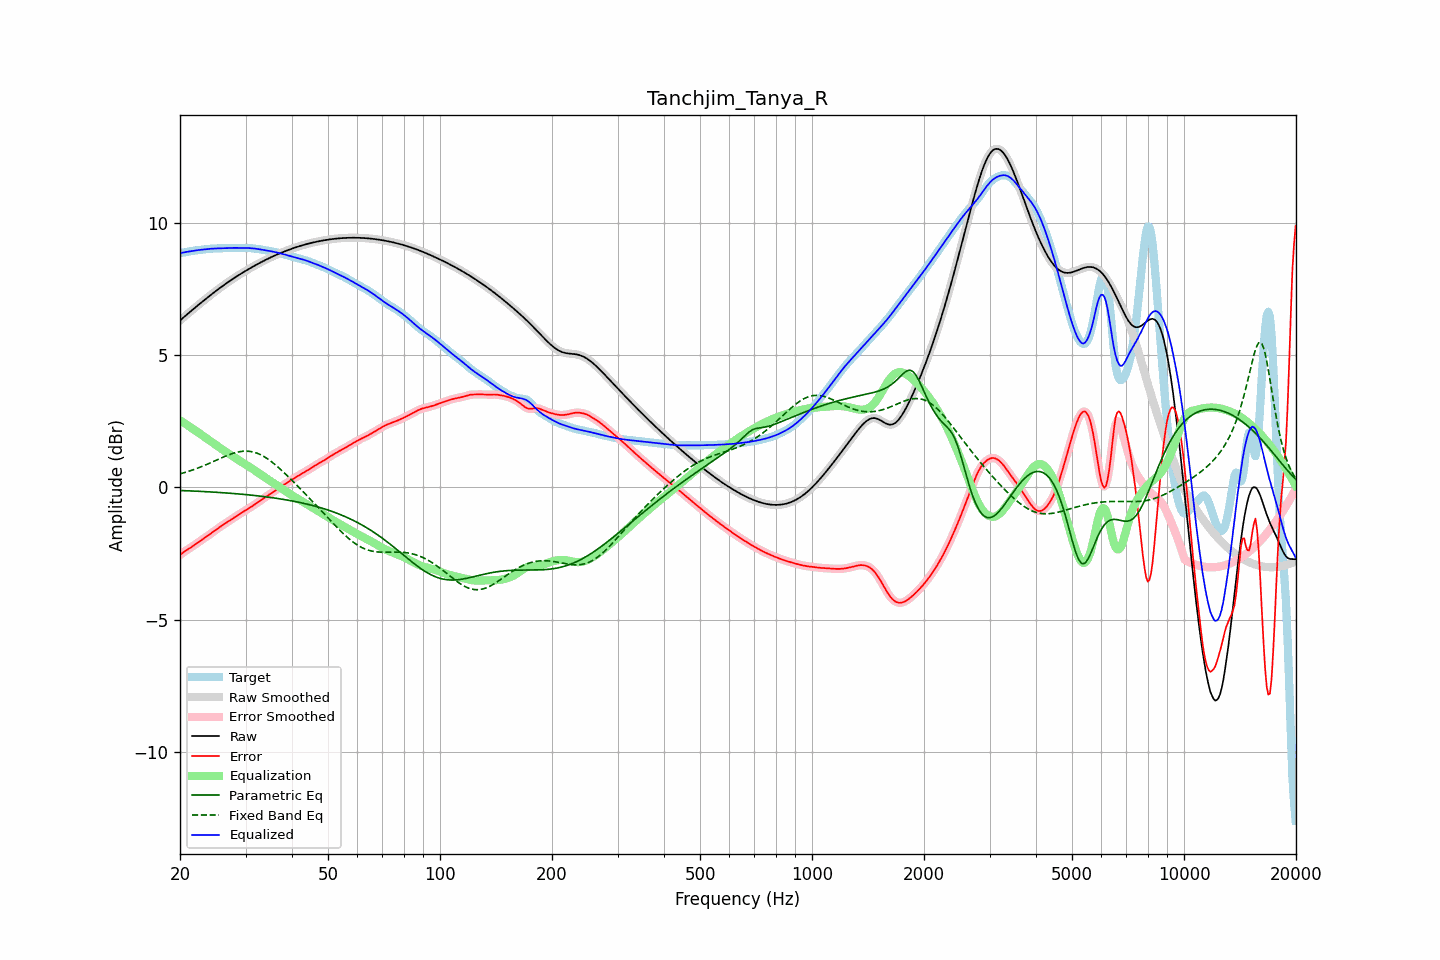 Tanchjim_Tanya_R
Amplitude (dBr)
10
5
0
−5
−10
Target
Raw Smoothed
Error Smoothed
Raw
Error
Equalization
Parametric Eq
Fixed Band Eq
Equalized
20 50 100 200 500 1000 2000 5000 10000 20000
Frequency (Hz)